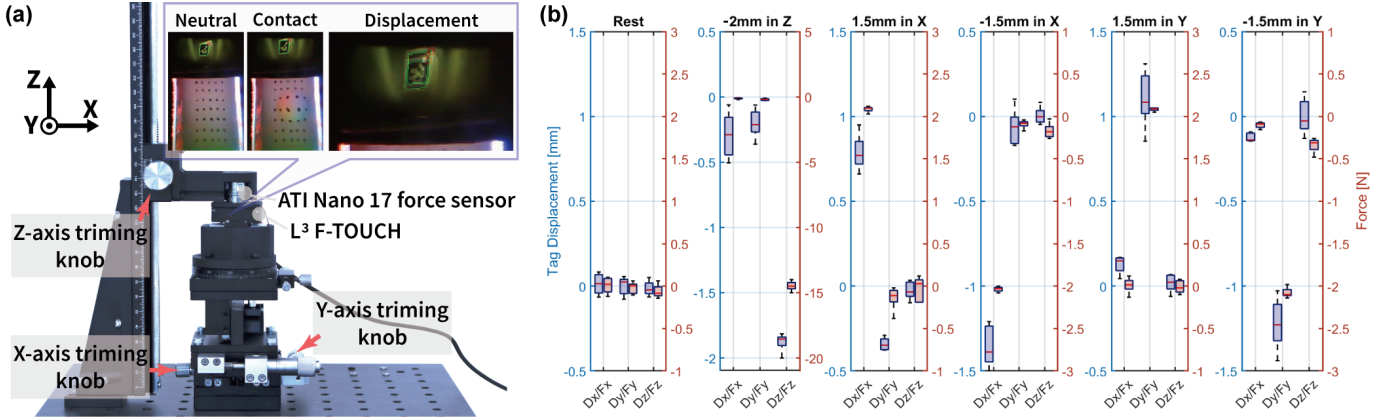 (a)
Neutral Contact Displacement
Z
X
Y
ATI Nano 17 force sensor
L³ F-TOUCH
Z-axis triming
knob
Y-axis triming
knob
X-axis triming
knob
(b)
Rest
-2mm in Z
1.5mm in X
-1.5mm in X
1.5mm in Y
-1.5mm in Y
Tag Displacement [mm]
1.5
1
0.5
0
-0.5
3
2.5
2
1.5
1
0.5
0
-0.5
-1
0.5
0
-0.5
-1
-1.5
-2
5
0
-5
-10
-15
-20
1.5
1
0.5
0
-0.5
3
2.5
2
1.5
1
0.5
0
-0.5
-1
0.5
0
-0.5
-1
1
0.5
0
-0.5
-1
-1.5
-2
-2.5
-3
1.5
1
0.5
0
-0.5
3
2.5
2
1.5
1
0.5
0
-0.5
-1
0.5
0
-0.5
-1
-1.5
1
0.5
0
-0.5
-1
-1.5
-2
-2.5
-3
Force [N]
Dx/Fx Dy/Fy Dz/Fz
Dx/Fx Dy/Fy Dz/Fz
Dx/Fx Dy/Fy Dz/Fz
Dx/Fx Dy/Fy Dz/Fz
Dx/Fx Dy/Fy Dz/Fz
Dx/Fx Dy/Fy Dz/Fz